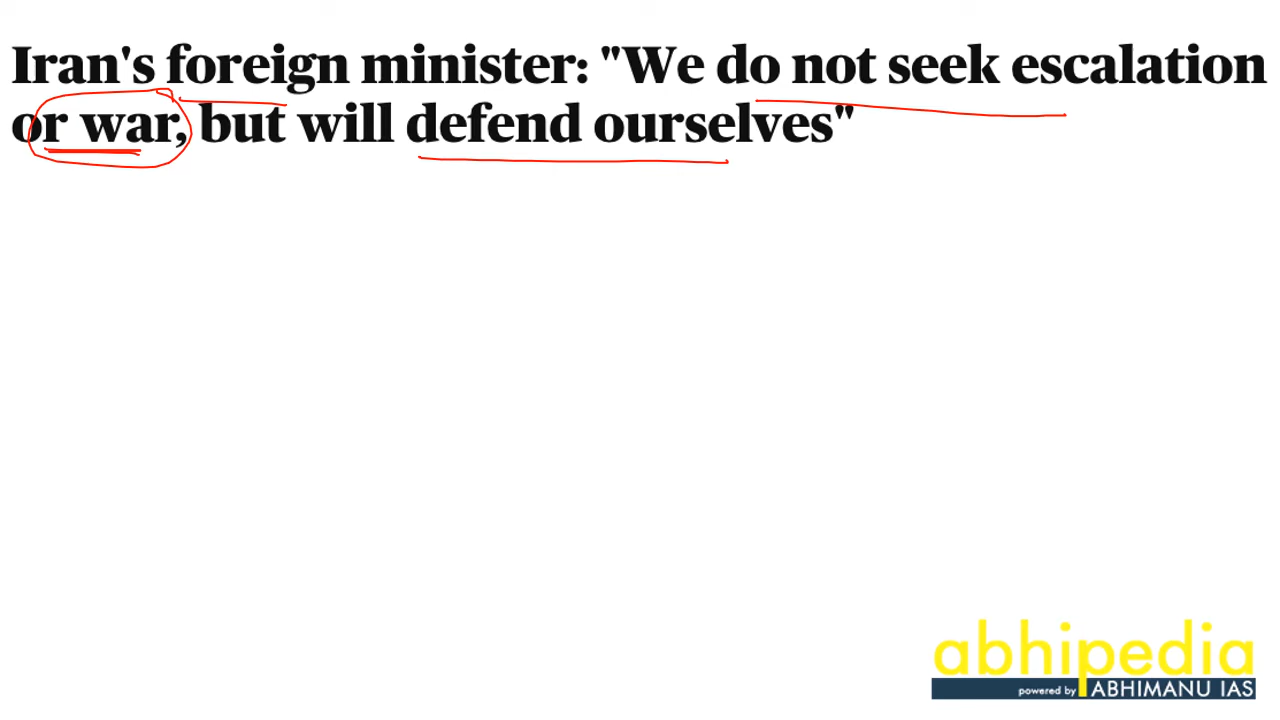 Iran's foreign minister: "We do not seek escalation
or war, but will defend ourselves"
abhipedia
powered by ABHIMANU IAS